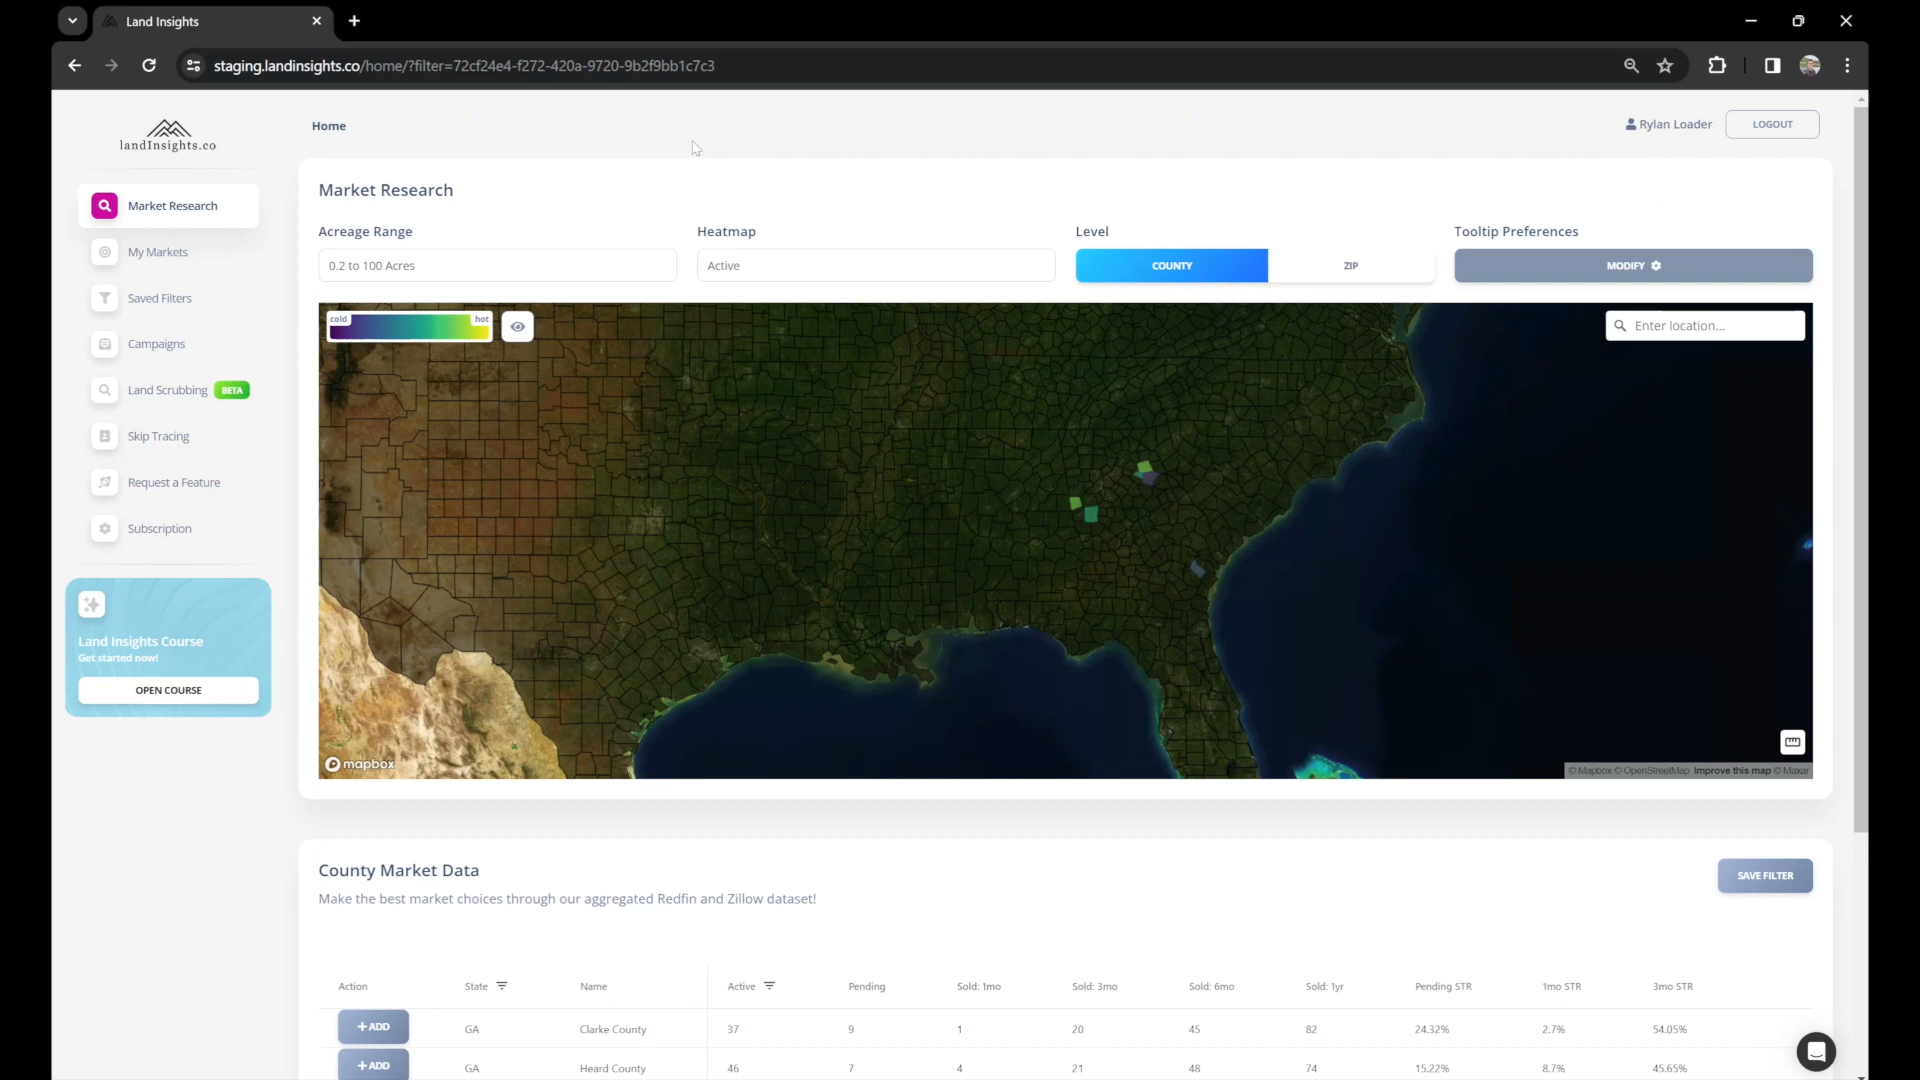 Land Insights
staging.landinsights.co/home/?filter=72cf24e4-f272-420a-9720-9b2f9bb1c7c3
landInsights.co
Home
Rylan Loader
LOGOUT
Market Research
My Markets
Saved Filters
Campaigns
Land Scrubbing BETA
Skip Tracing
Request a Feature
Subscription
Land Insights Course
Get started now!
OPEN COURSE
Market Research
Acreage Range Heatmap Level Tooltip Preferences
0.2 to 100 Acres Active COUNTY ZIP MODIFY
cold hot
Enter location...
mapbox
© Mapbox © OpenStreetMap Improve this map © Maxar
County Market Data
SAVE FILTER
Make the best market choices through our aggregated Redfin and Zillow dataset!
Action State Name Active Pending Sold: 1mo Sold: 3mo Sold: 6mo Sold: 1yr Pending STR 1mo STR 3mo STR
+ADD GA Clarke County 37 9 1 20 45 82 24.32% 2.7% 54.05%
+ADD GA Heard County 46 7 4 21 48 74 15.22% 8.7% 45.65%